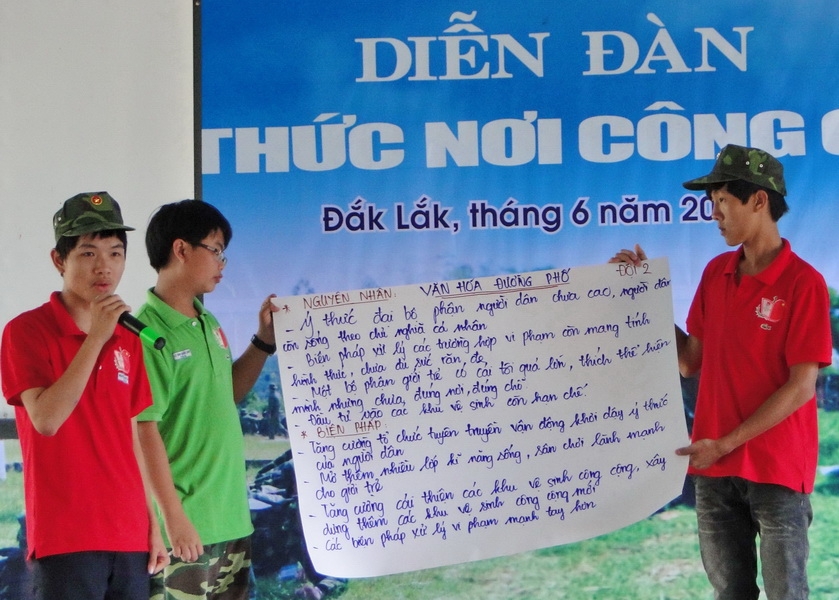 DIỄN ĐÀN
THỨC NƠI CÔNG
Đắk Lắk, tháng 6 năm 20
VĂN HÓA ĐƯỜNG PHỐ ĐỘI 2
* NGUYÊN NHÂN:
- Ý thức đại bộ phận người dân chưa cao, người dân
còn sống theo chủ nghĩa cá nhân
- Biện pháp xử lý các trường hợp vi phạm còn mang tính
hình thức, chưa đủ sức răn đe.
- Một bộ phận giới trẻ có cái tôi quá lớn, thích thể hiện
mình nhưng chưa, đúng nơi, đúng chỗ
- Đầu tư vào các khu vệ sinh còn hạn chế.
* BIỆN PHÁP:
- Tăng cường tổ chức tuyên truyền vận động khơi dậy ý thức
của người dân
- Mở thêm nhiều lớp kĩ năng sống, sân chơi lành mạnh
cho giới trẻ
- Tăng cường cải thiện các khu vệ sinh công cộng, xây
dựng thêm các khu vệ sinh công cộng mới
- Các biện pháp xử lý vi phạm mạnh tay hơn